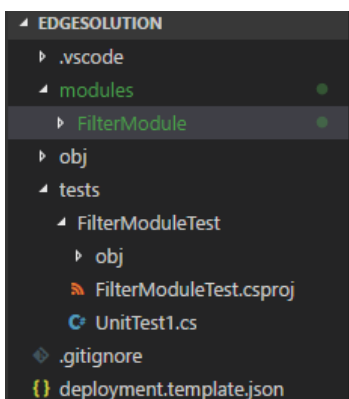 EDGESOLUTION
.vscode
modules
FilterModule
obj
tests
FilterModuleTest
obj
FilterModuleTest.csproj
UnitTest1.cs
.gitignore
deployment.template.json